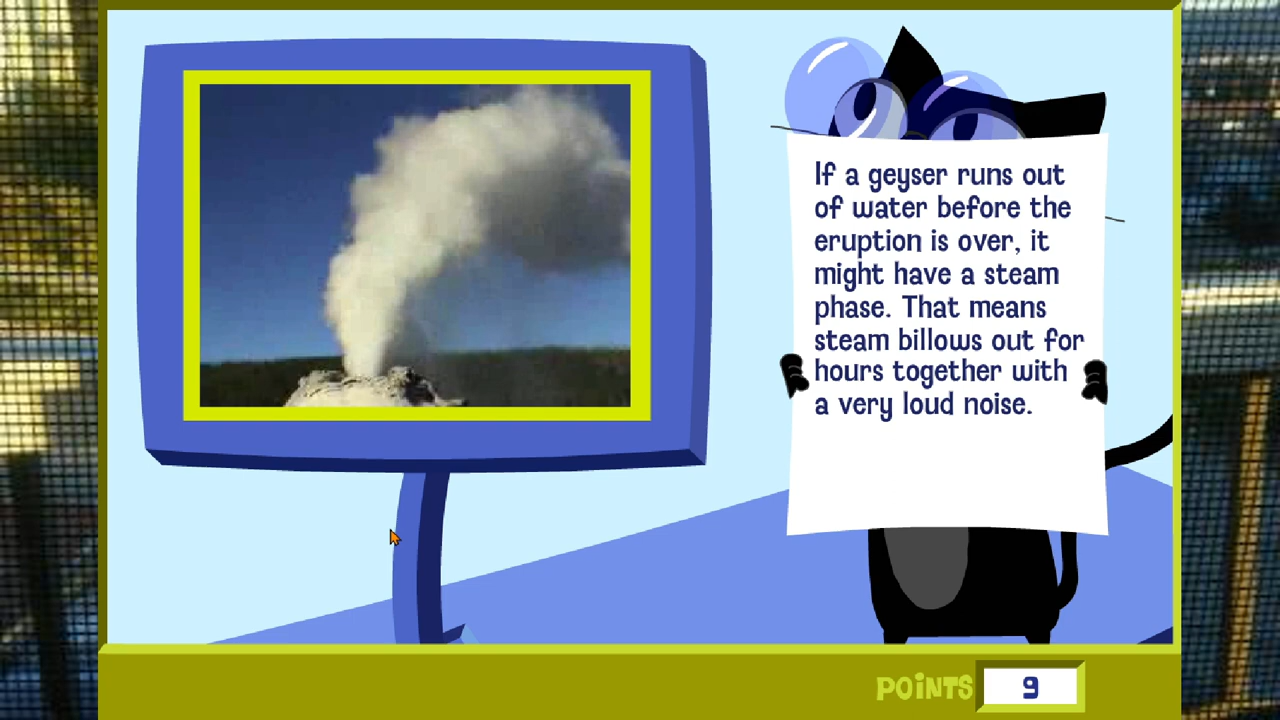 If a geyser runs out
of water before the
eruption is over, it
might have a steam
phase. That means
steam billows out for
hours together with
a very loud noise.
POINTS 9